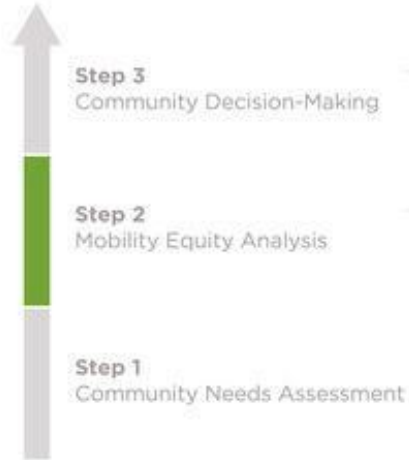 Step 3
Community Decision-Making
Step 2
Mobility Equity Analysis
Step 1
Community Needs Assessment